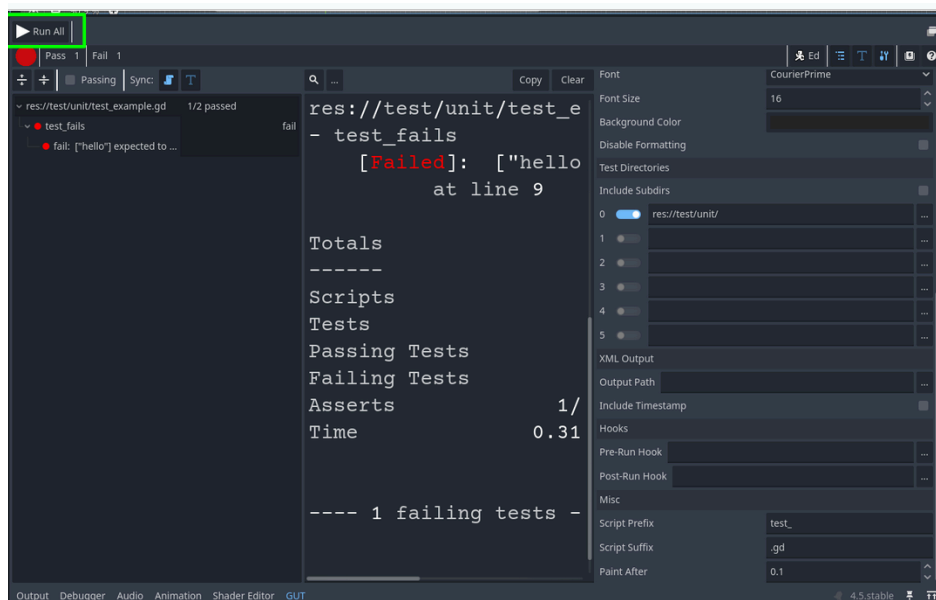 Run All
Pass 1 Fail 1
Ed
Passing Sync: T
... Copy Clear
res://test/unit/test_example.gd 1/2 passed
test_fails fail
fail: ["hello"] expected to ...
res://test/unit/test_e
- test_fails
[Failed]: ["hello
at line 9
Totals
------
Scripts
Tests
Passing Tests
Failing Tests
Asserts 1/
Time 0.31
---- 1 failing tests -
Font CourierPrime
Font Size 16
Background Color
Disable Formatting
Test Directories
Include Subdirs
0 res://test/unit/ ...
1 ...
2 ...
3 ...
4 ...
5 ...
XML Output
Output Path ...
Include Timestamp
Hooks
Pre-Run Hook ...
Post-Run Hook ...
Misc
Script Prefix test_
Script Suffix .gd
Paint After 0.1
Output Debugger Audio Animation Shader Editor GUT 4.5.stable